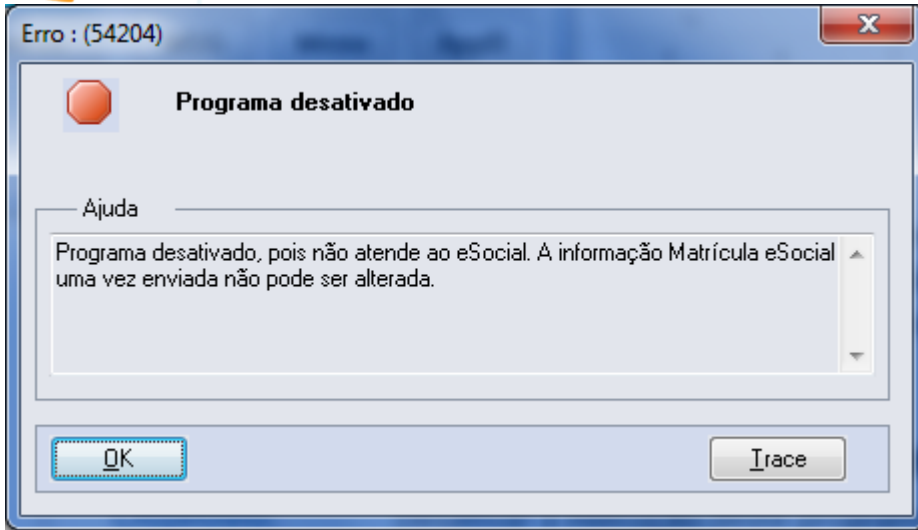 Erro : (54204)
Programa desativado
Ajuda
Programa desativado, pois não atende ao eSocial. A informação Matrícula eSocial
uma vez enviada não pode ser alterada.
OK
Trace